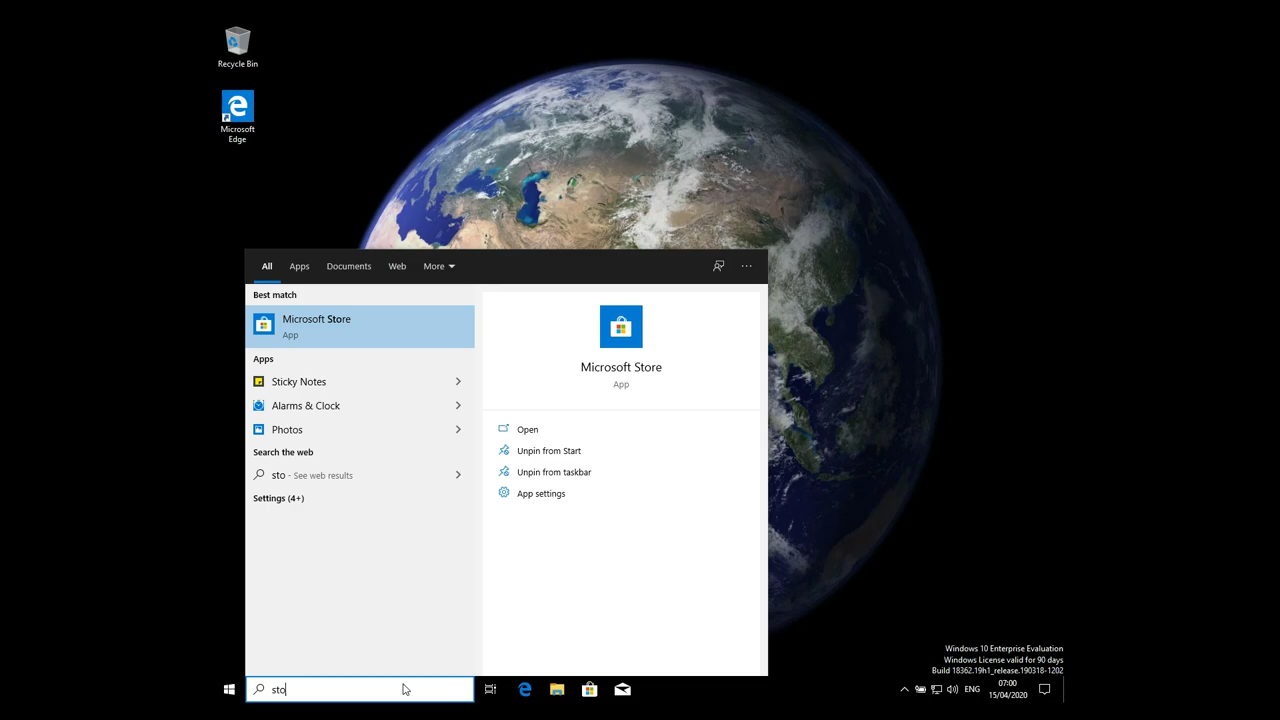 Recycle Bin
Microsoft
Edge
All
Apps
Documents
Web
More
Best match
Microsoft Store
App
Apps
Sticky Notes
Alarms & Clock
Photos
Search the web
sto - See web results
Settings (4+)
Microsoft Store
App
Open
Unpin from Start
Unpin from taskbar
App settings
Windows 10 Enterprise Evaluation
Windows License valid for 90 days
Build 18362.19h1_release.190318-1202
sto
ENG
07:00
15/04/2020